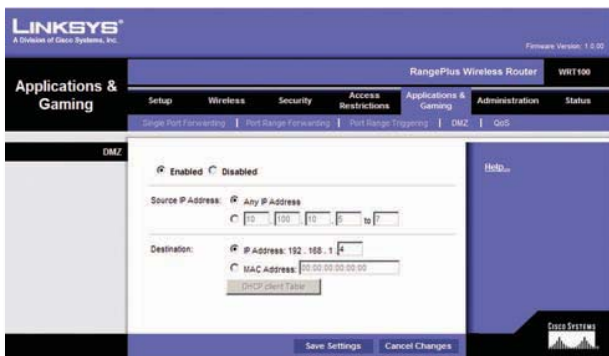 LINKSYS®
A Division of Cisco Systems, Inc.
Firmware Version: 1.0.00
RangePlus Wireless Router WRT100
Applications & Gaming
Setup Wireless Security Access Restrictions Applications & Gaming Administration Status
Single Port Forwarding | Port Range Forwarding | Port Range Triggering | DMZ | QoS
DMZ
Enabled Disabled
Help...
Source IP Address: Any IP Address
10 . 100 . 10 . 5 to 7
Destination: IP Address: 192 . 168 . 1 . 4
MAC Address: 00:00:00:00:00:00
DHCP client Table
Save Settings Cancel Changes
CISCO SYSTEMS